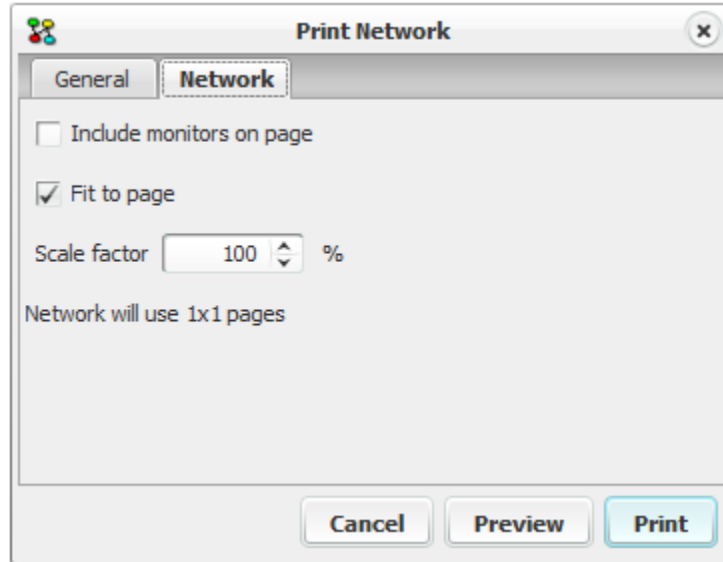 Print Network
General Network
Include monitors on page
Fit to page
Scale factor 100 %
Network will use 1x1 pages
Cancel Preview Print